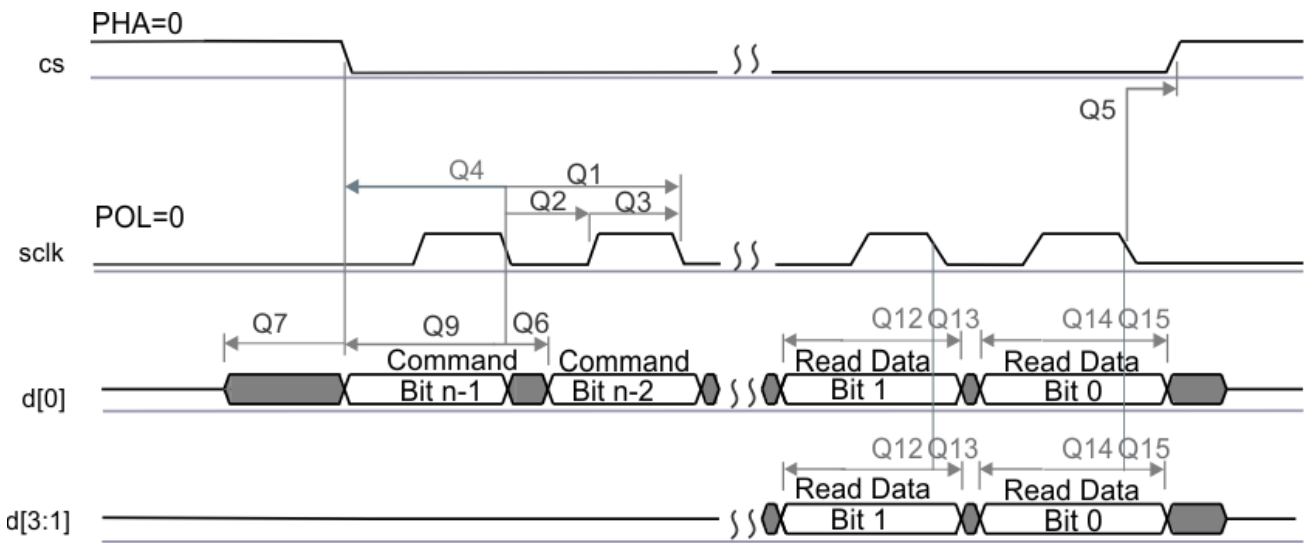 PHA=0
cs
Q5
Q4 Q1
Q2 Q3
POL=0
sclk
Q7 Q9 Q6 Q12 Q13 Q14 Q15
Command Command Read Data Read Data
d[0] Bit n-1 Bit n-2 Bit 1 Bit 0
Q12 Q13 Q14 Q15
Read Data Read Data
d[3:1] Bit 1 Bit 0